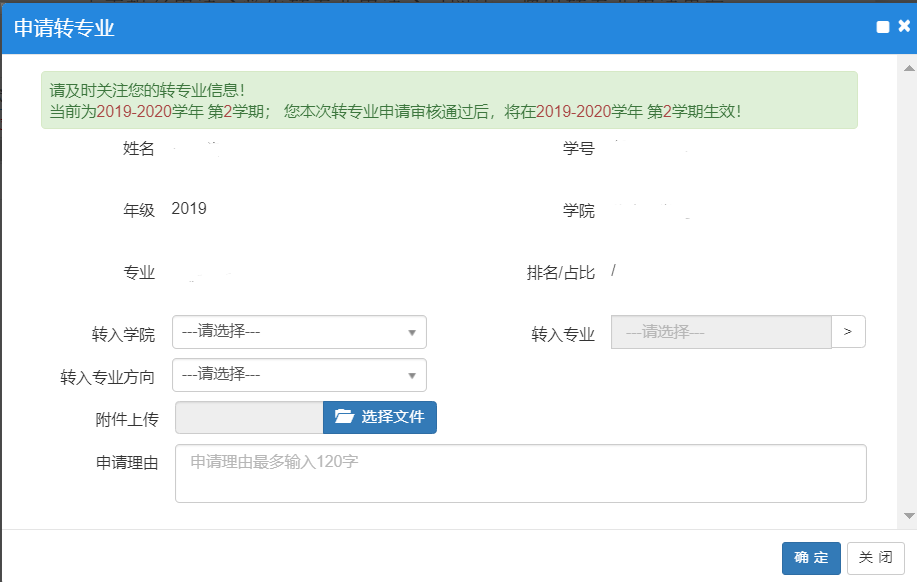 申请转专业
请及时关注您的转专业信息！
当前为2019-2020学年 第2学期； 您本次转专业申请审核通过后，将在2019-2020学年 第2学期生效！
姓名 学号
年级 2019 学院
专业 排名/占比 /
转入学院 ---请选择--- 转入专业 ---请选择--- >
转入专业方向 ---请选择---
附件上传 选择文件
申请理由 申请理由最多输入120字
确 定 关 闭